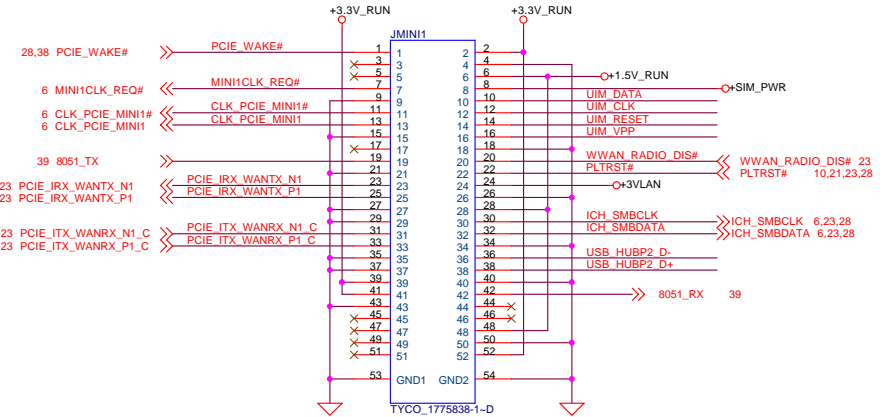 +3.3V_RUN +3.3V_RUN
JMINI1
28,38 PCIE_WAKE# PCIE_WAKE# 1 1 2 2
3 3 4 4
5 5 6 6 +1.5V_RUN
6 MINI1CLK_REQ# MINI1CLK_REQ# 7 7 8 8 +SIM_PWR
9 9 10 10 UIM_DATA
6 CLK_PCIE_MINI1# CLK_PCIE_MINI1# 11 11 12 12 UIM_CLK
6 CLK_PCIE_MINI1 CLK_PCIE_MINI1 13 13 14 14 UIM_RESET
15 15 16 16 UIM_VPP
17 17 18 18
39 8051_TX 19 19 20 20 WWAN_RADIO_DIS# WWAN_RADIO_DIS# 23
21 21 22 22 PLTRST# PLTRST# 10,21,23,28
23 PCIE_IRX_WANTX_N1 PCIE_IRX_WANTX_N1 23 23 24 24 +3VLAN
23 PCIE_IRX_WANTX_P1 PCIE_IRX_WANTX_P1 25 25 26 26
27 27 28 28
29 29 30 30 ICH_SMBCLK ICH_SMBCLK 6,23,28
23 PCIE_ITX_WANRX_N1_C PCIE_ITX_WANRX_N1_C 31 31 32 32 ICH_SMBDATA ICH_SMBDATA 6,23,28
23 PCIE_ITX_WANRX_P1_C PCIE_ITX_WANRX_P1_C 33 33 34 34
35 35 36 36 USB_HUBP2_D-
37 37 38 38 USB_HUBP2_D+
39 39 40 40
41 41 42 42 8051_RX 39
43 43 44 44
45 45 46 46
47 47 48 48
49 49 50 50
51 51 52 52
53 GND1 GND2 54
TYCO_1775838-1~D